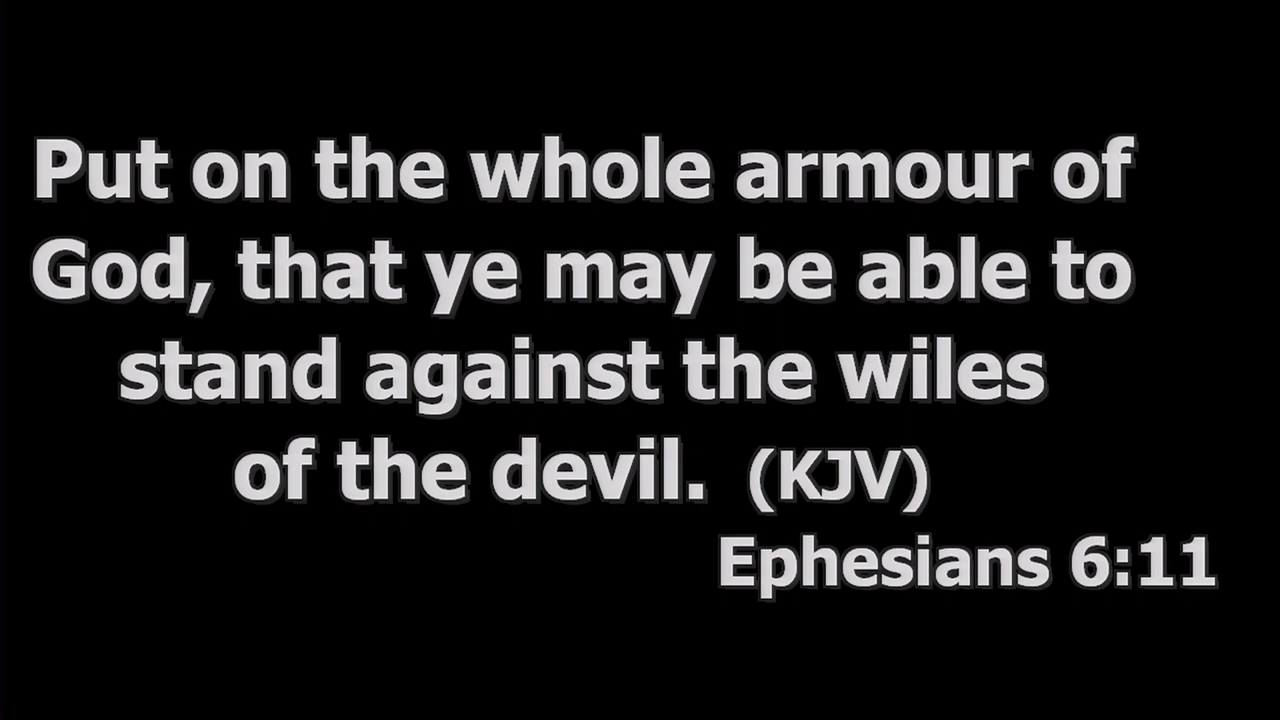 Put on the whole armour of
God, that ye may be able to
stand against the wiles
of the devil. (KJV)
Ephesians 6:11